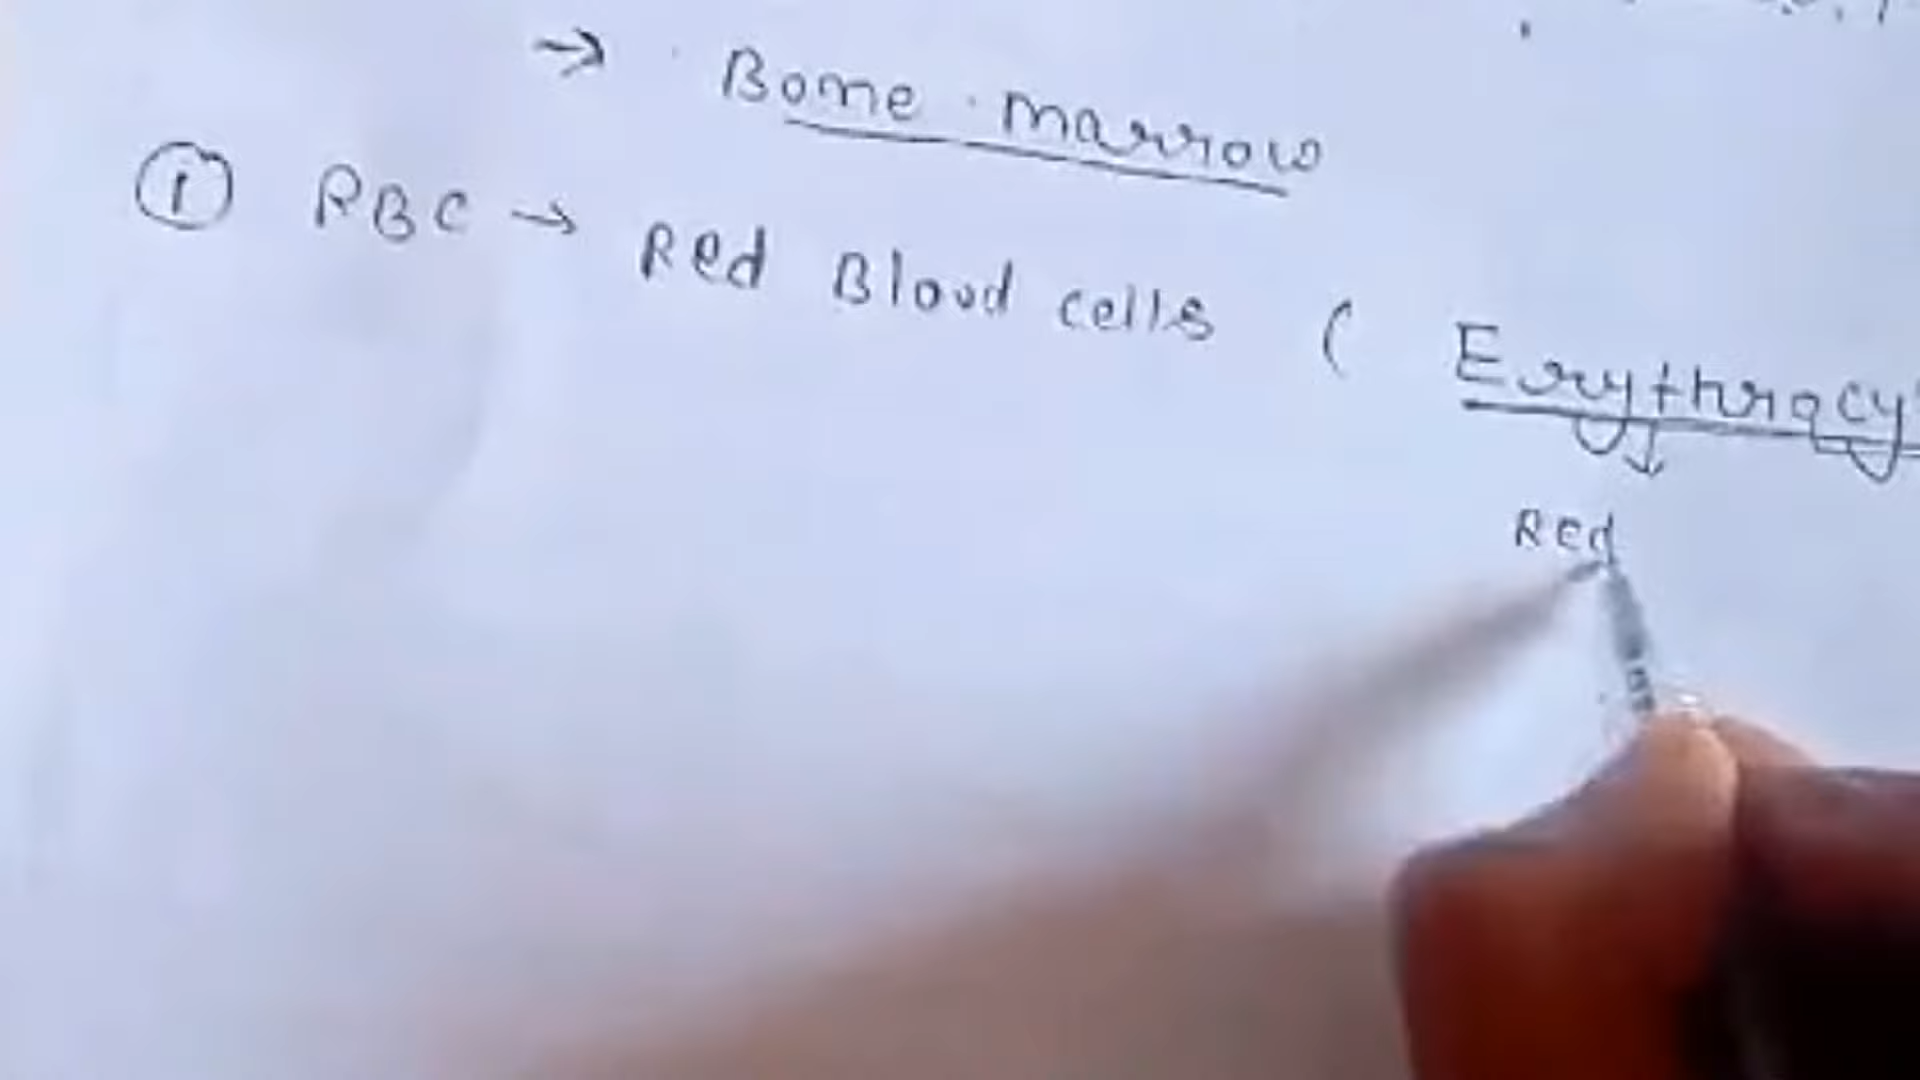 → Bome marrow
① RBC → Red Blood cells ( Erythrocy
Red